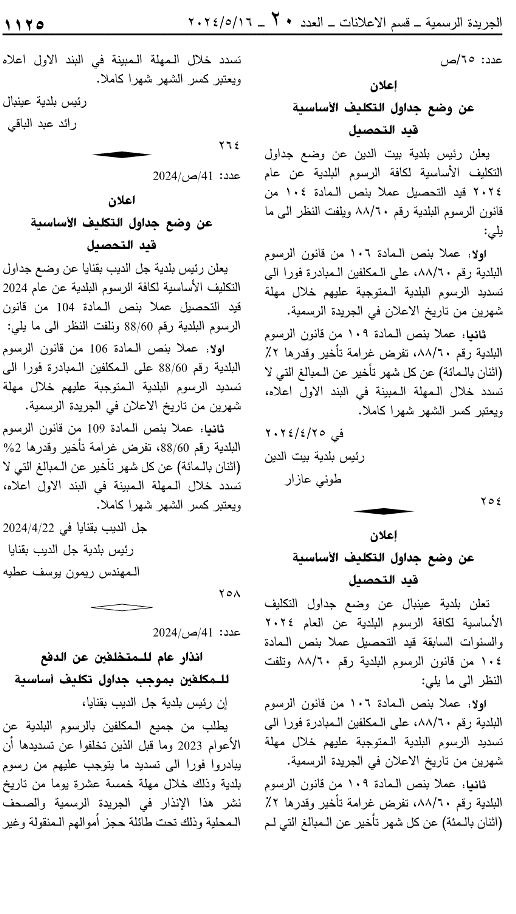 الجريدة الرسمية ــ قسم الاعلانات ــ العدد ٢٠ ــ ٢٠٢٤/٥/١٦
١١٢٥
عدد: ٦٥/ص
إعلان
عن وضع جداول التكليف الأساسية
قيد التحصيل
يعلن رئيس بلدية بيت الدين عن وضع جداول
التكليف الأساسية لكافة الرسوم البلدية عن عام
٢٠٢٤ قيد التحصيل عملا بنص المادة ١٠٤ من
قانون الرسوم البلدية رقم ٨٨/٦٠ ويلفت النظر الى ما
يلي:
اولا: عملا بنص المادة ١٠٦ من قانون الرسوم
البلدية رقم ٨٨/٦٠، على المكلفين المبادرة فورا الى
تسديد الرسوم البلدية المتوجبة عليهم خلال مهلة
شهرين من تاريخ الاعلان في الجريدة الرسمية.
ثانيا: عملا بنص المادة ١٠٩ من قانون الرسوم
البلدية رقم ٨٨/٦٠، تفرض غرامة تأخير وقدرها ٢٪
(اثنان بالمائة) عن كل شهر تأخير عن المبالغ التي لا
تسدد خلال المهلة المبينة في البند الاول اعلاه،
ويعتبر كسر الشهر شهرا كاملا.
في ٢٠٢٤/٤/٢٥
رئيس بلدية بيت الدين
طوني عازار
٢٥٤
إعلان
عن وضع جداول التكليف الأساسية
قيد التحصيل
تعلن بلدية عينبال عن وضع جداول التكليف
الأساسية لكافة الرسوم البلدية عن العام ٢٠٢٤
والسنوات السابقة قيد التحصيل عملا بنص المادة
١٠٤ من قانون الرسوم البلدية رقم ٨٨/٦٠ وتلفت
النظر الى ما يلي:
اولا: عملا بنص المادة ١٠٦ من قانون الرسوم
البلدية رقم ٨٨/٦٠، على المكلفين المبادرة فورا الى
تسديد الرسوم البلدية المتوجبة عليهم خلال مهلة
شهرين من تاريخ الاعلان في الجريدة الرسمية.
ثانيا: عملا بنص المادة ١٠٩ من قانون الرسوم
البلدية رقم ٨٨/٦٠، تفرض غرامة تأخير وقدرها ٢٪
(اثنان بالمئة) عن كل شهر تأخير عن المبالغ التي لم
تسدد خلال المهلة المبينة في البند الاول اعلاه
ويعتبر كسر الشهر شهرا كاملا.
رئيس بلدية عينبال
رائد عبد الباقي
٢٦٤
عدد: 41/ص/2024
اعلان
عن وضع جداول التكليف الأساسية
قيد التحصيل
يعلن رئيس بلدية جل الديب بقنايا عن وضع جداول
التكليف الأساسية لكافة الرسوم البلدية عن عام 2024
قيد التحصيل عملا بنص المادة 104 من قانون
الرسوم البلدية رقم 88/60 ونلفت النظر الى ما يلي:
اولا: عملا بنص المادة 106 من قانون الرسوم
البلدية رقم 88/60 على المكلفين المبادرة فورا الى
تسديد الرسوم البلدية المتوجبة عليهم خلال مهلة
شهرين من تاريخ الاعلان في الجريدة الرسمية.
ثانيا: عملا بنص المادة 109 من قانون الرسوم
البلدية رقم 88/60، تفرض غرامة تأخير وقدرها 2%
(اثنان بالمائة) عن كل شهر تأخير عن المبالغ التي لا
تسدد خلال المهلة المبينة في البند الاول اعلاه،
ويعتبر كسر الشهر شهرا كاملا.
جل الديب بقنايا في 2024/4/22
رئيس بلدية جل الديب بقنايا
المهندس ريمون يوسف عطيه
٢٥٨
عدد: 41/ص/2024
انذار عام للمتخلفين عن الدفع
للمكلفين بموجب جداول تكليف أساسية
إن رئيس بلدية جل الديب بقنايا،
يطلب من جميع المكلفين بالرسوم البلدية عن
الأعوام 2023 وما قبل الذين تخلفوا عن تسديدها أن
يبادروا فورا الى تسديد ما يتوجب عليهم من رسوم
بلدية وذلك خلال مهلة خمسة عشرة يوما من تاريخ
نشر هذا الإنذار في الجريدة الرسمية والصحف
المحلية وذلك تحت طائلة حجز أموالهم المنقولة وغير